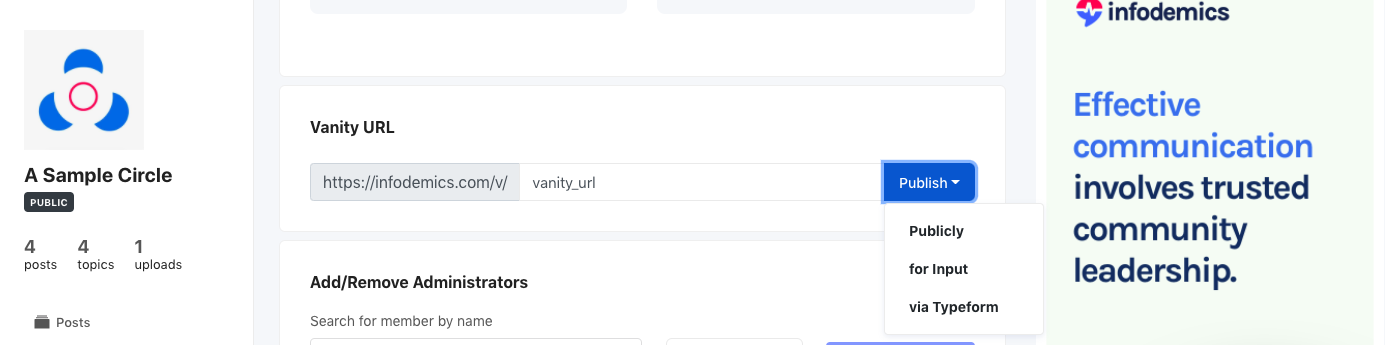 A Sample Circle
PUBLIC
4 4 1
posts topics uploads
Posts
Vanity URL
https://infodemics.com/v/ vanity_url Publish
Publicly
for Input
via Typeform
Add/Remove Administrators
Search for member by name
infodemics
Effective
communication
involves trusted
community
leadership.